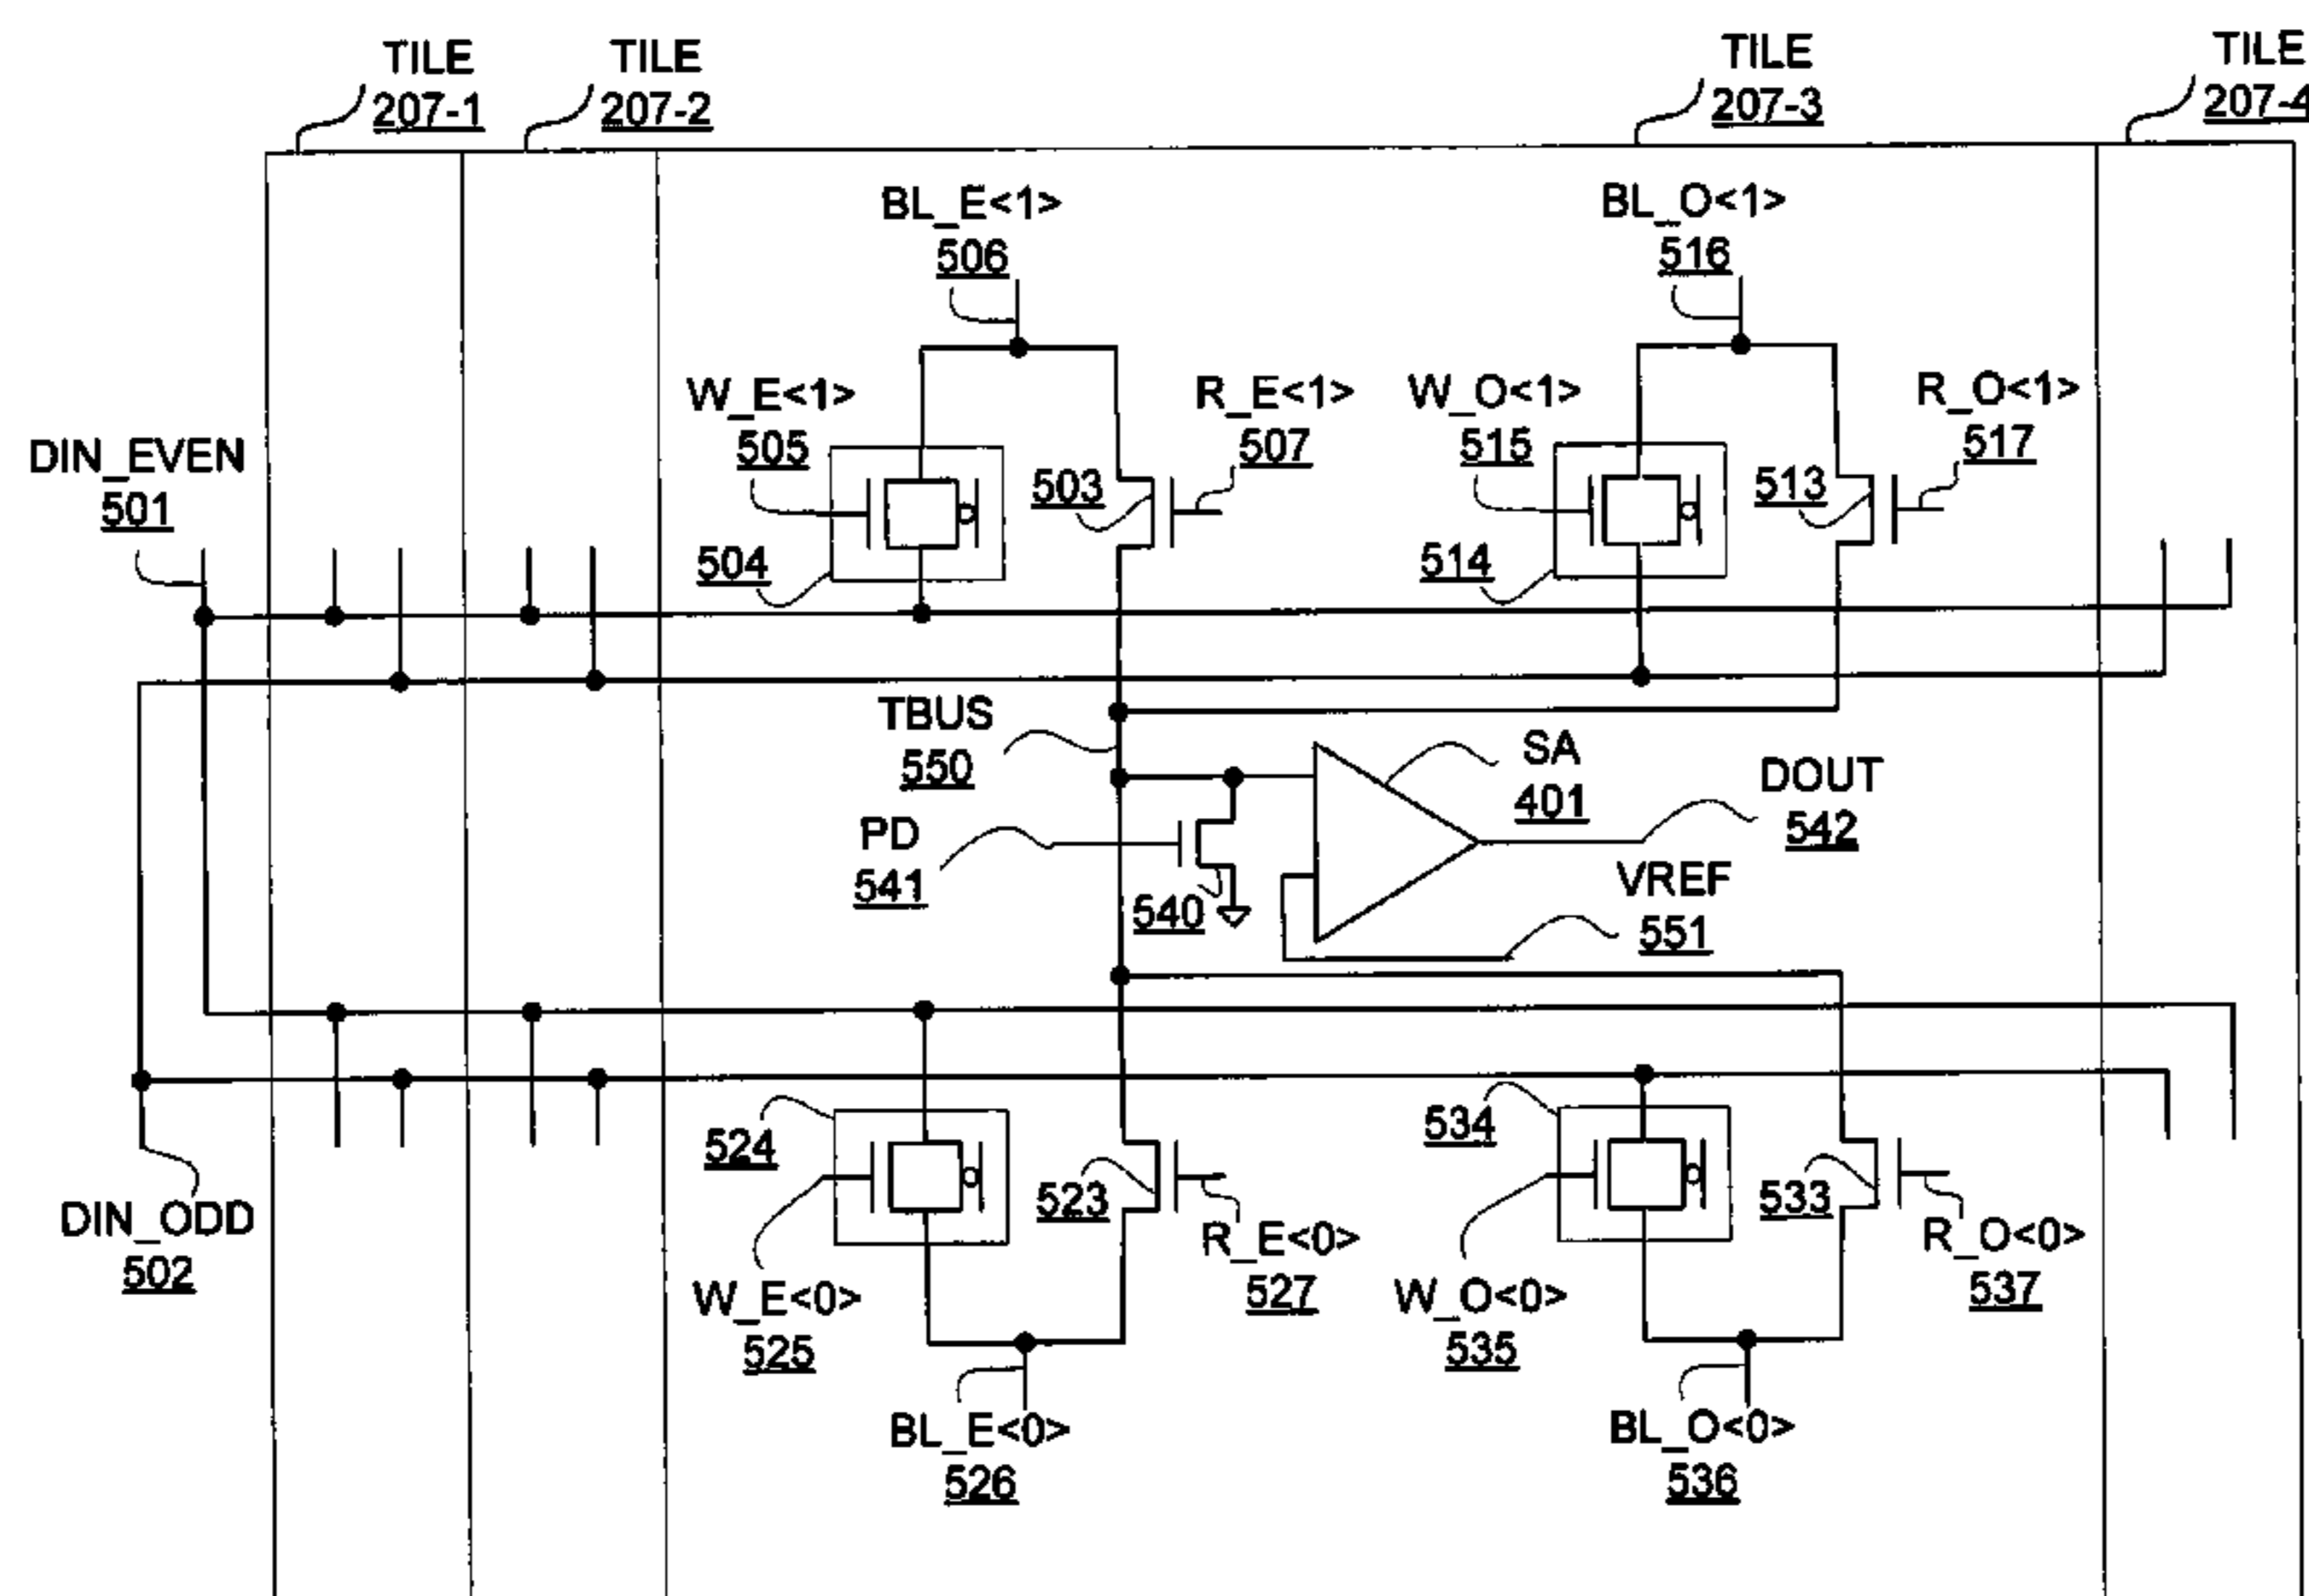 TILE
207-1
TILE
207-2
TILE
207-3
TILE
207-4
BL_E<1>
506
BL_O<1>
516
W_E<1>
505
R_E<1>
507
W_O<1>
515
R_O<1>
517
DIN_EVEN
501
503
513
504
514
TBUS
550
SA
401
DOUT
542
PD
541
540
VREF
551
524
523
534
533
DIN_ODD
502
W_E<0>
525
R_E<0>
527
W_O<0>
535
R_O<0>
537
BL_E<0>
526
BL_O<0>
536